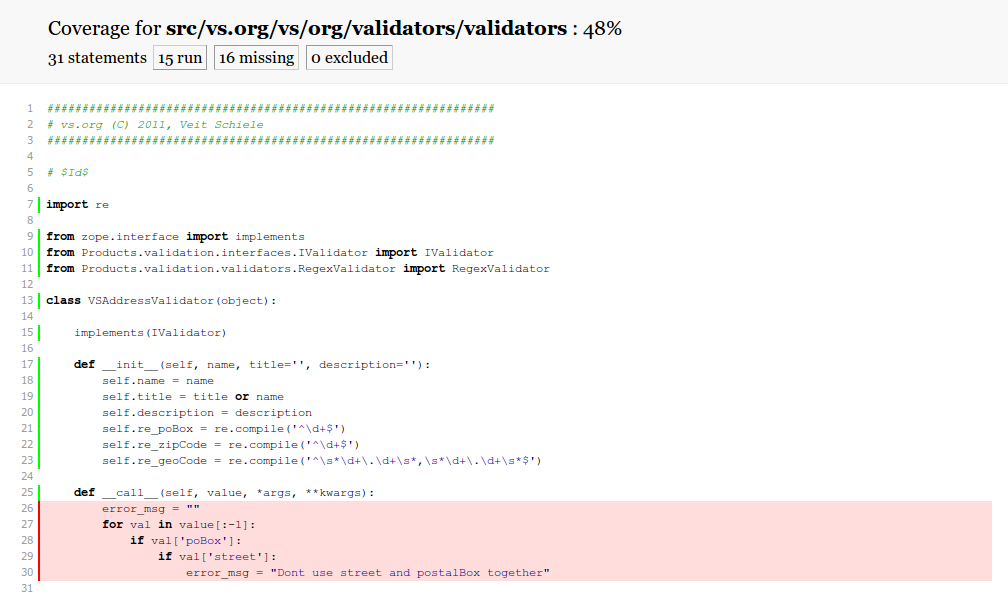 Coverage for src/vs.org/vs/org/validators/validators : 48%
31 statements 15 run 16 missing 0 excluded
1 ################################################################
2 # vs.org (C) 2011, Veit Schiele
3 ################################################################
4
5 # $Id$
6
7 import re
8
9 from zope.interface import implements
10 from Products.validation.interfaces.IValidator import IValidator
11 from Products.validation.validators.RegexValidator import RegexValidator
12
13 class VSAddressValidator(object):
14
15     implements(IValidator)
16
17     def __init__(self, name, title='', description=''):
18         self.name = name
19         self.title = title or name
20         self.description = description
21         self.re_poBox = re.compile('^\d+$')
22         self.re_zipCode = re.compile('^\d+$')
23         self.re_geoCode = re.compile('^\s*\d+\.\d+\s*,\s*\d+\.\d+\s*$')
24
25     def __call__(self, value, *args, **kwargs):
26         error_msg = ""
27         for val in value[:-1]:
28             if val['poBox']:
29                 if val['street']:
30                     error_msg = "Dont use street and postalBox together"
31